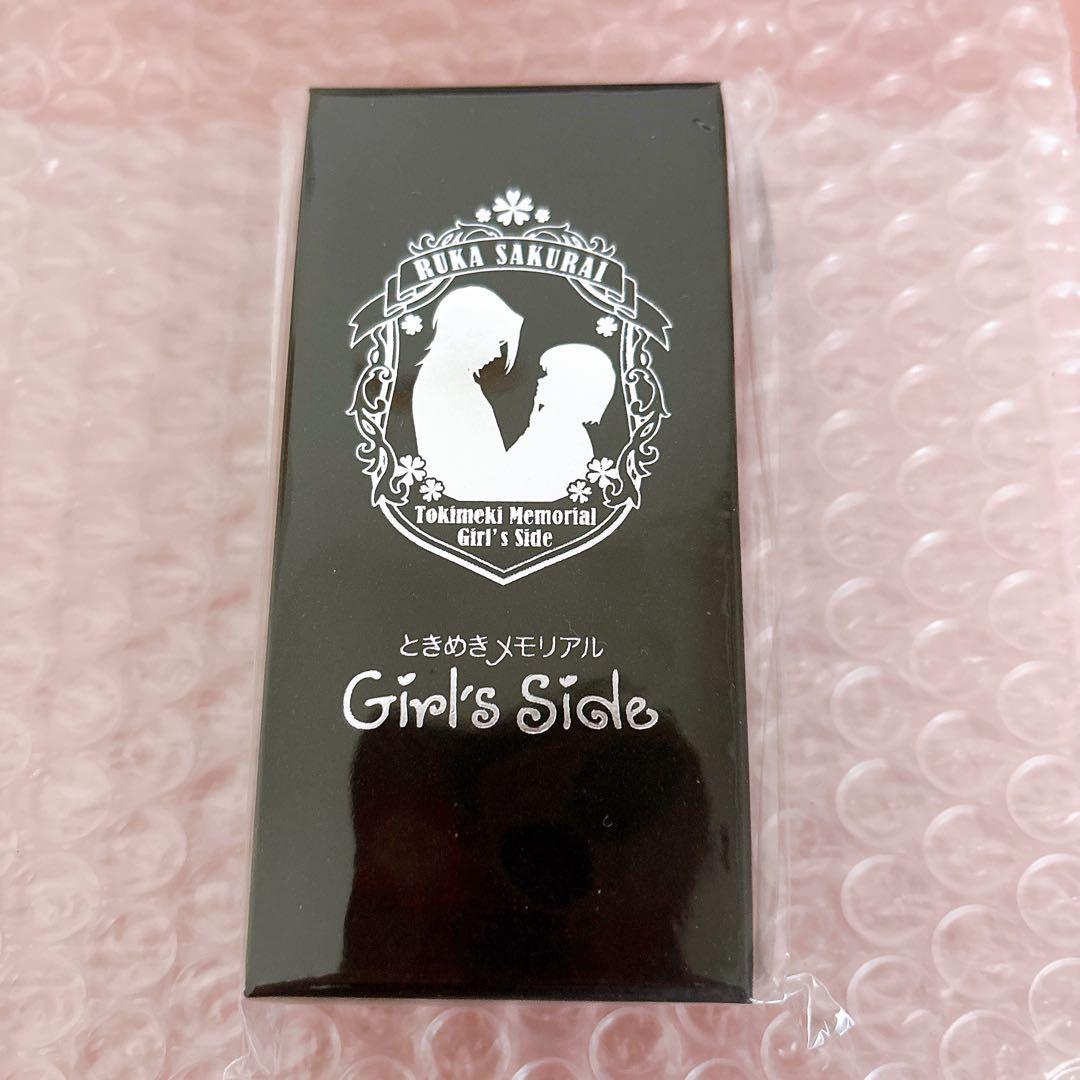 RUKA SAKURAI
Tokimeki Memorial
Girl's Side
ときめきメモリアル
Girl's Side